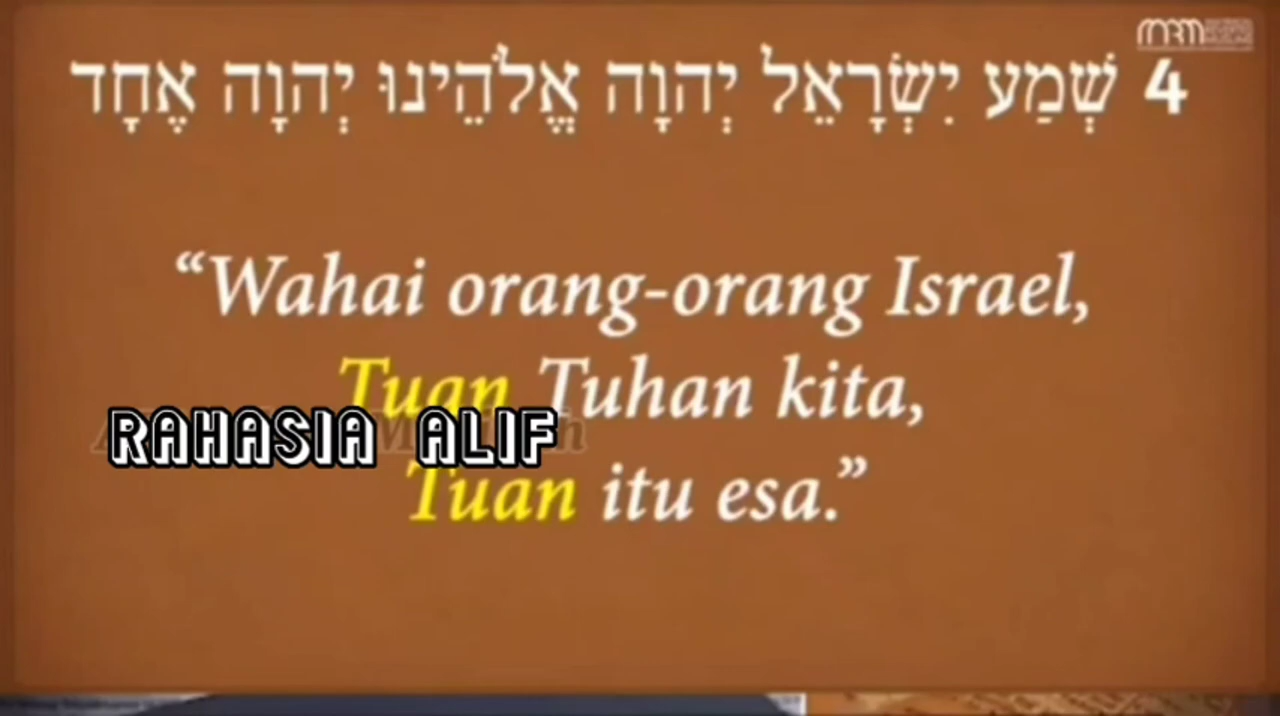 4 שְׁמַע יִשְׂרָאֵל יְהוָה אֱלֹהֵינוּ יְהוָה אֶחָד
“Wahai orang-orang Israel,
Tuan Tuhan kita,
RAHASIA ALIF
Tuan itu esa.”